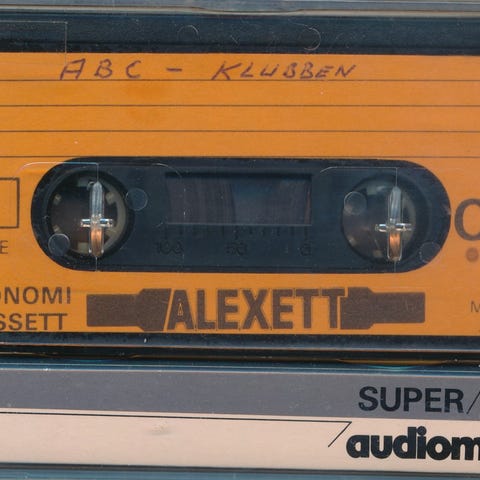 ABC - KLUBBEN
100 50 0
ONOMI
SSETT
ALEXETT
SUPER/
audiom